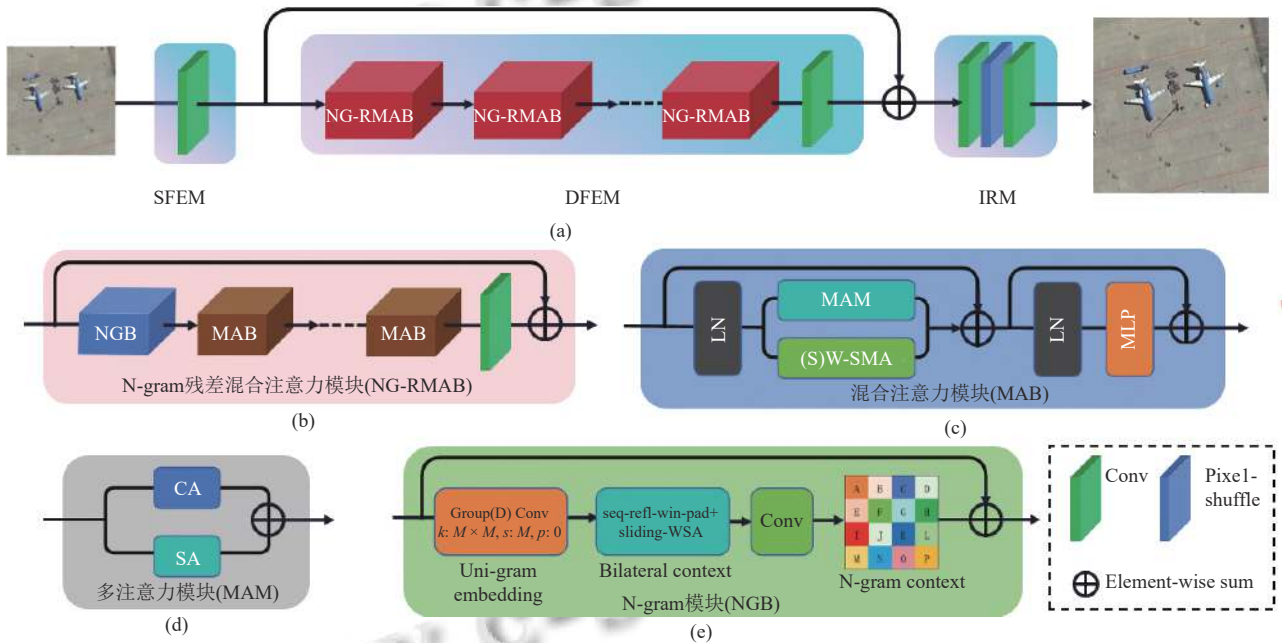 NG-RMAB
NG-RMAB
NG-RMAB
SFEM
DFEM
IRM
(a)
NGB
MAB
MAB
N-gram残差混合注意力模块(NG-RMAB)
(b)
LN
MAM
(S)W-SMA
LN
MLP
混合注意力模块(MAB)
(c)
CA
SA
多注意力模块(MAM)
(d)
Group(D) Conv
k: M × M, s: M, p: 0
Uni-gram
embedding
seq-refl-win-pad+
sliding-WSA
Bilateral context
Conv
A B C D
E F G H
I J K L
M S O P
N-gram context
N-gram模块(NGB)
(e)
Conv
Pixe1-
shuffle
Element-wise sum